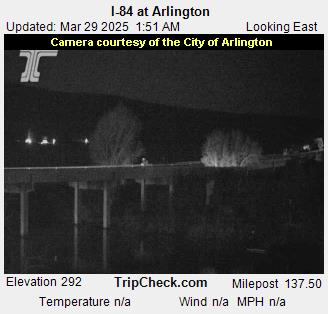 I-84 at Arlington
Updated: Mar 29 2025 1:51 AM Looking East
Camera courtesy of the City of Arlington
Elevation 292 TripCheck.com Milepost 137.50
Temperature n/a Wind n/a MPH n/a